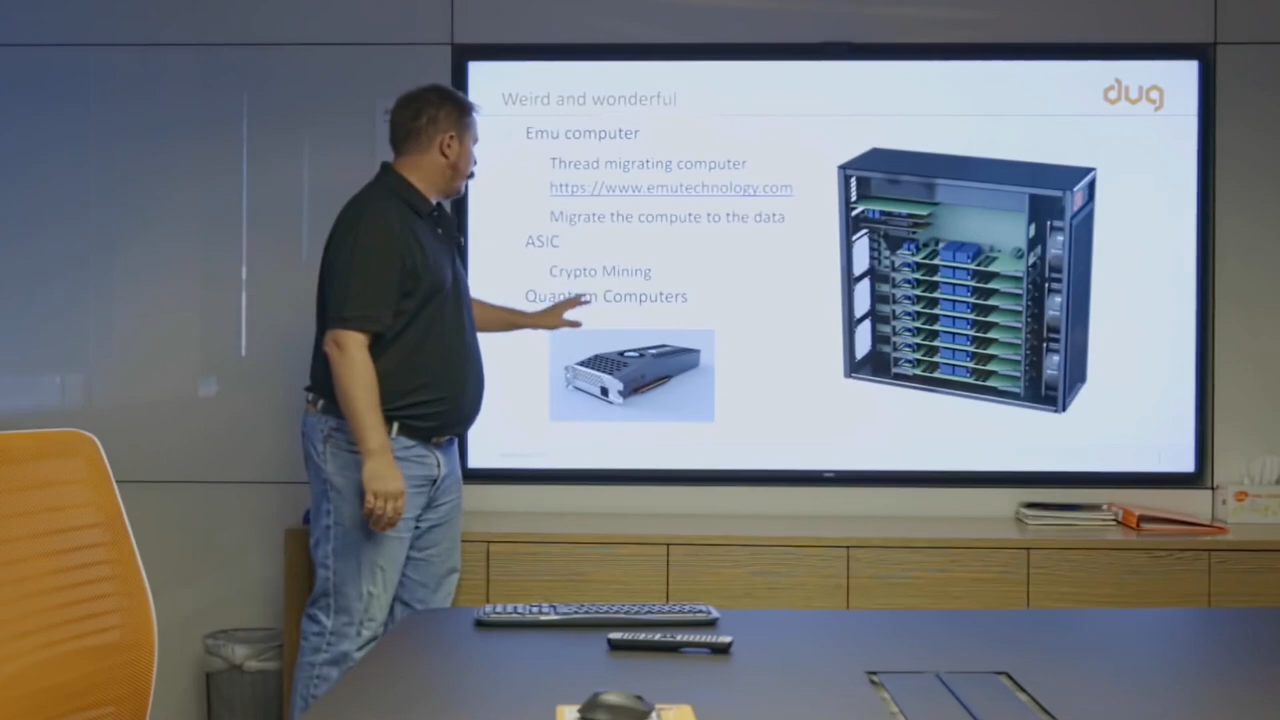 Weird and wonderful
dug
Emu computer
Thread migrating computer
https://www.emutechnology.com
Migrate the compute to the data
ASIC
Crypto Mining
Quantum Computers